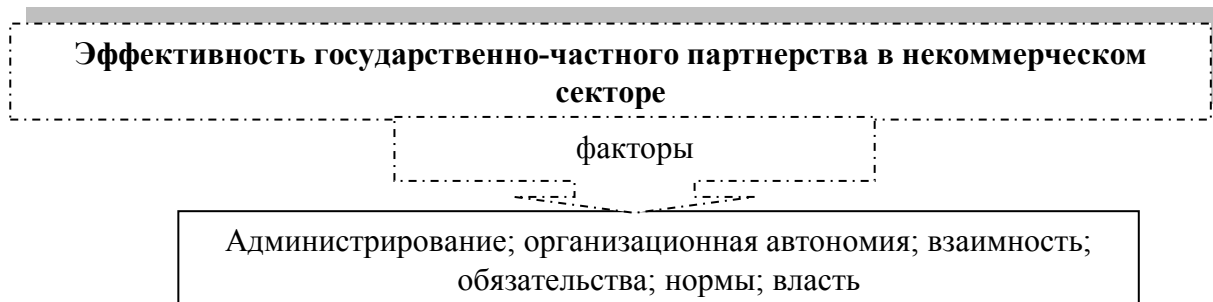 Эффективность государственно-частного партнерства в некоммерческом
секторе
факторы
Администрирование; организационная автономия; взаимность;
обязательства; нормы; власть